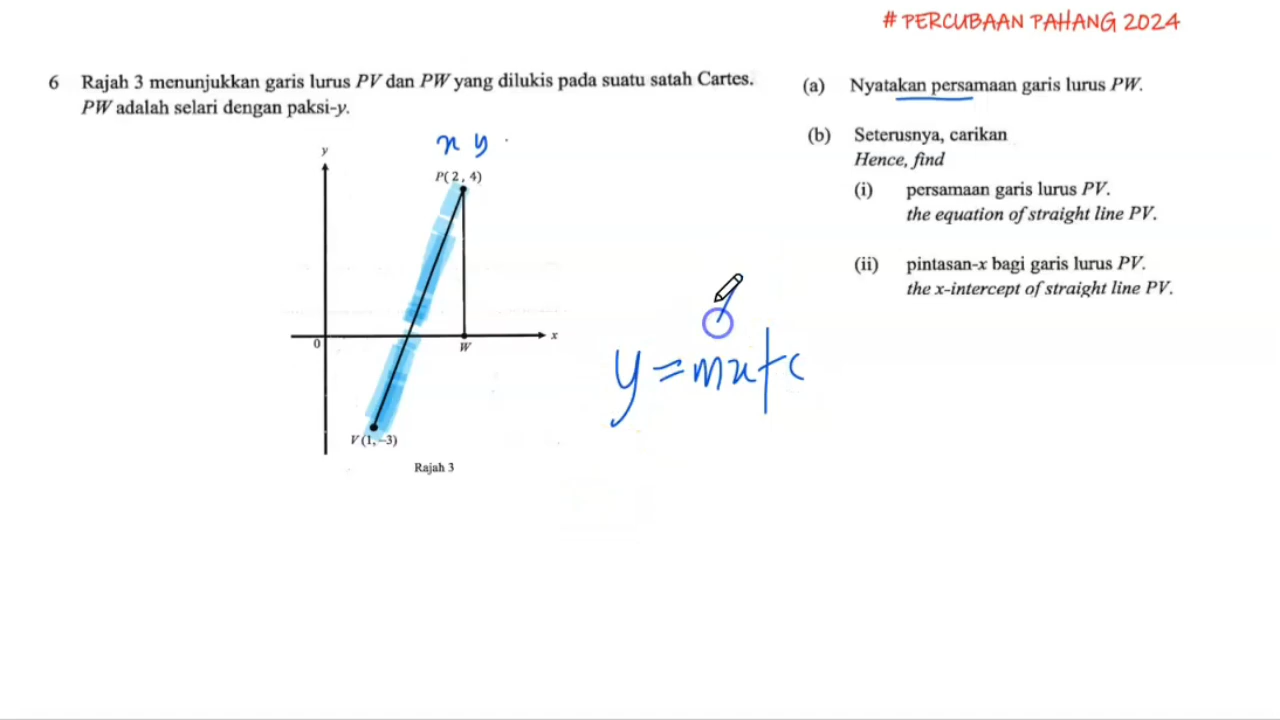 # PERCUBAAN PAHANG 2024
6 Rajah 3 menunjukkan garis lurus PV dan PW yang dilukis pada suatu satah Cartes.
PW adalah selari dengan paksi-y.
x y
y
P(2, 4)
0
W
x
V(1, –3)
Rajah 3
y = mx + c
(a) Nyatakan persamaan garis lurus PW.
(b) Seterusnya, carikan
Hence, find
(i) persamaan garis lurus PV.
the equation of straight line PV.
(ii) pintasan-x bagi garis lurus PV.
the x-intercept of straight line PV.